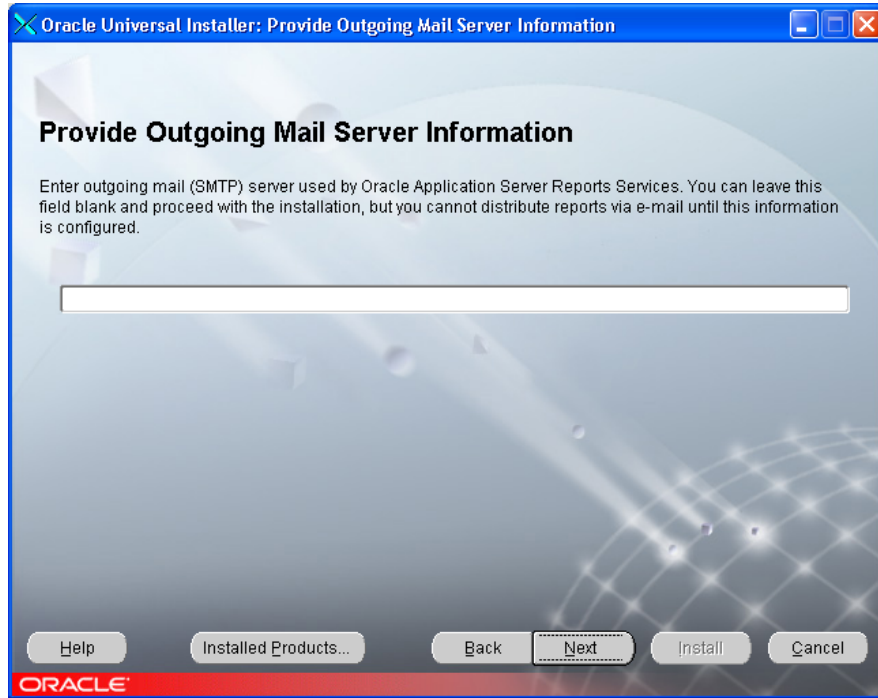 Oracle Universal Installer: Provide Outgoing Mail Server Information
Provide Outgoing Mail Server Information
Enter outgoing mail (SMTP) server used by Oracle Application Server Reports Services. You can leave this
field blank and proceed with the installation, but you cannot distribute reports via e-mail until this information
is configured.
Help Installed Products... Back Next Install Cancel
ORACLE